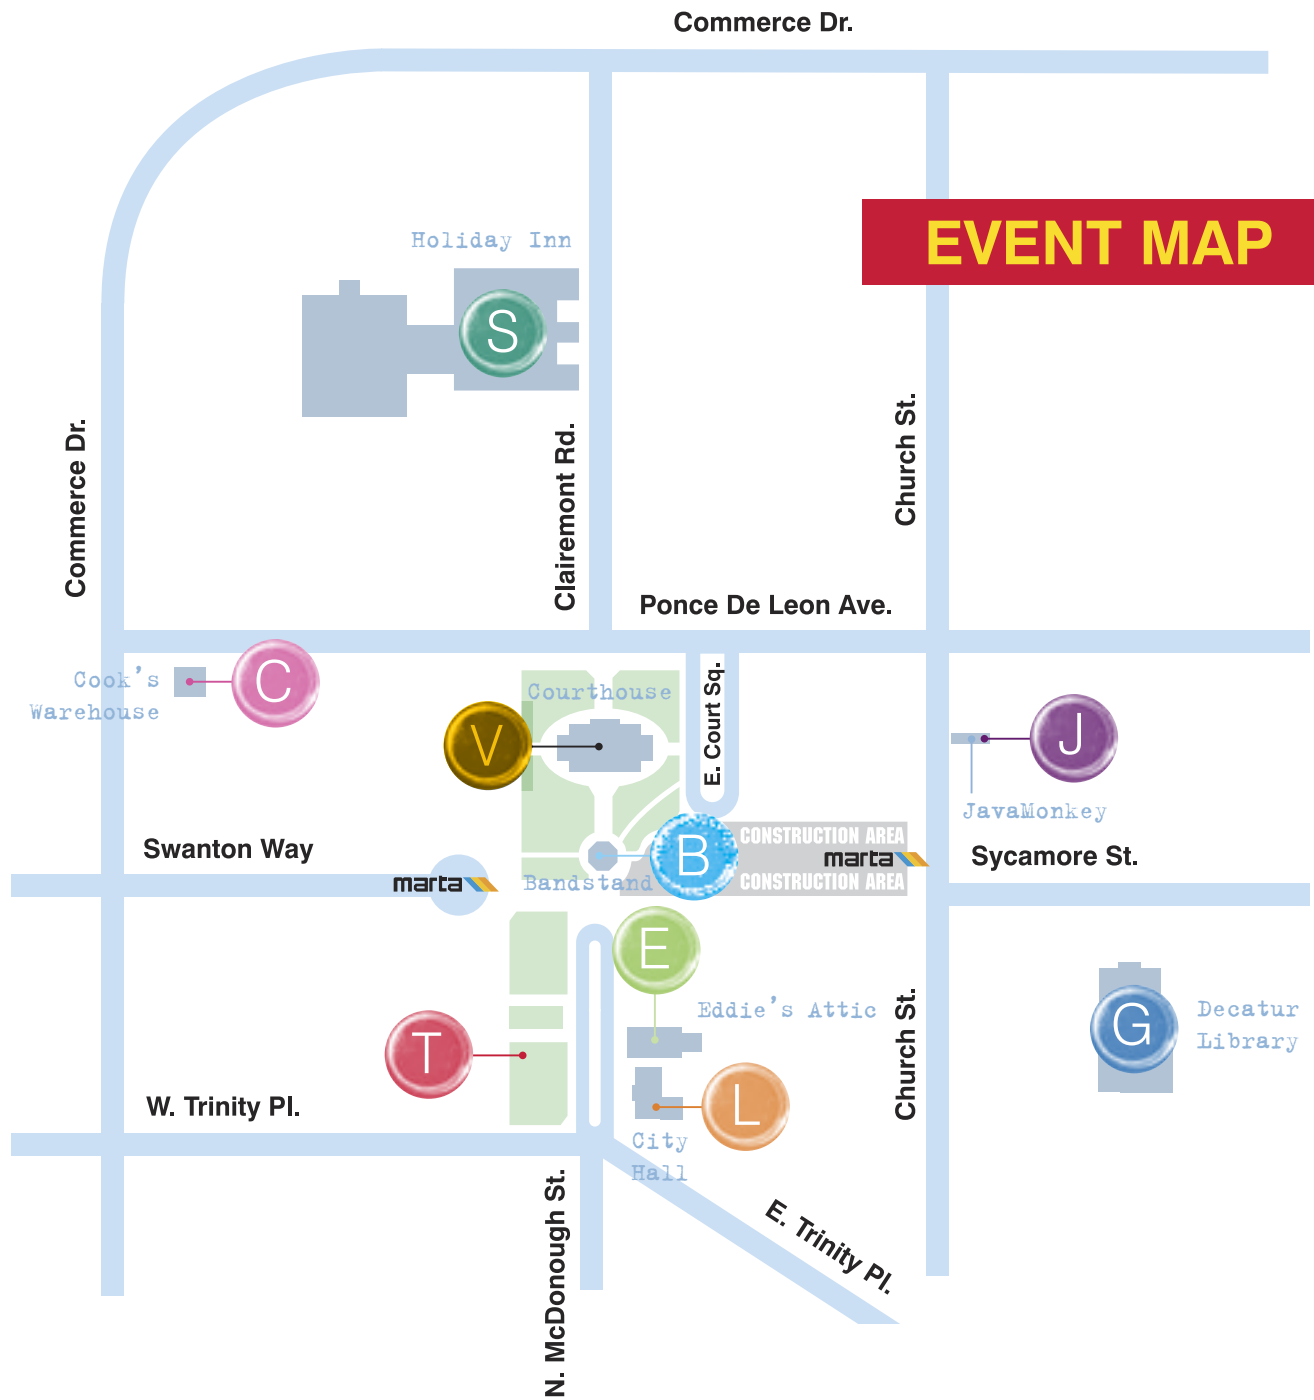 Commerce Dr.
EVENT MAP
Holiday Inn
S
Commerce Dr.
Clairemont Rd.
Church St.
Ponce De Leon Ave.
Cook's
Warehouse
C
Courthouse
V
E. Court Sq.
J
JavaMonkey
Swanton Way
marta
Bandstand
B
CONSTRUCTION AREA
marta
CONSTRUCTION AREA
Sycamore St.
E
Eddie's Attic
Church St.
G
Decatur
Library
T
L
W. Trinity Pl.
City
Hall
N. McDonough St.
E. Trinity Pl.